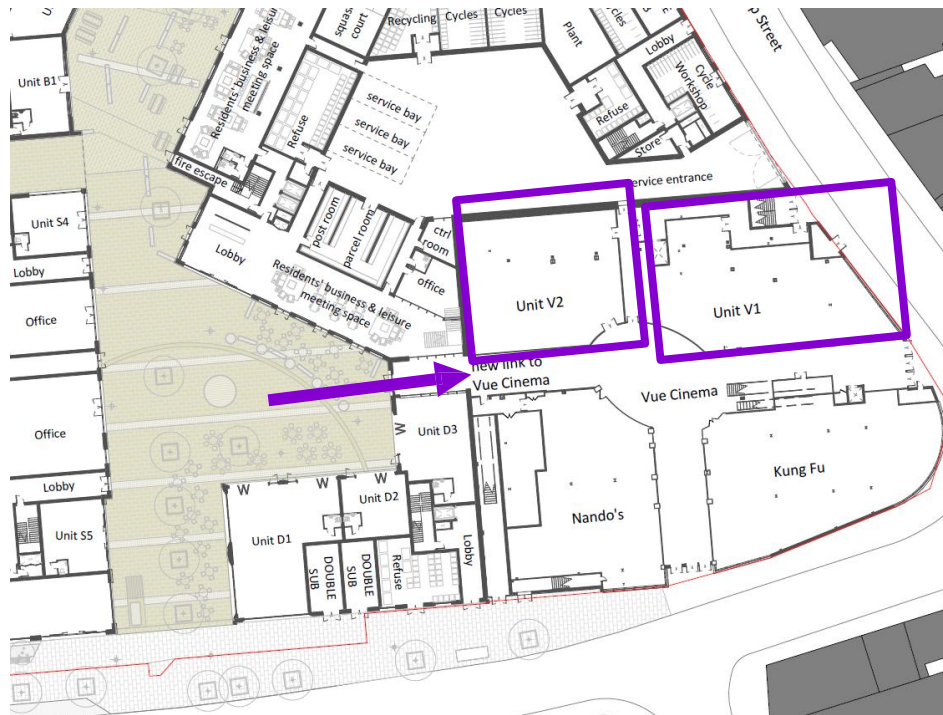 Recycling
Cycles
Cycles
squash
court
Plant
Cycles
Lobby
Street
Unit B1
Residents' business & leisure
meeting space
Refuse
service bay
service bay
service bay
Refuse
Cycle
Workshop
Store
service entrance
fire escape
Unit S4
Lobby
Lobby
post room
parcel room
ctrl
room
office
Residents' business & leisure
meeting space
Unit V2
Unit V1
Office
new link to
Vue Cinema
Vue Cinema
Office
Unit D3
Kung Fu
Lobby
Unit D2
Nando's
Unit S5
Unit D1
DOUBLE
SUB
DOUBLE
SUB
Refuse
Lobby